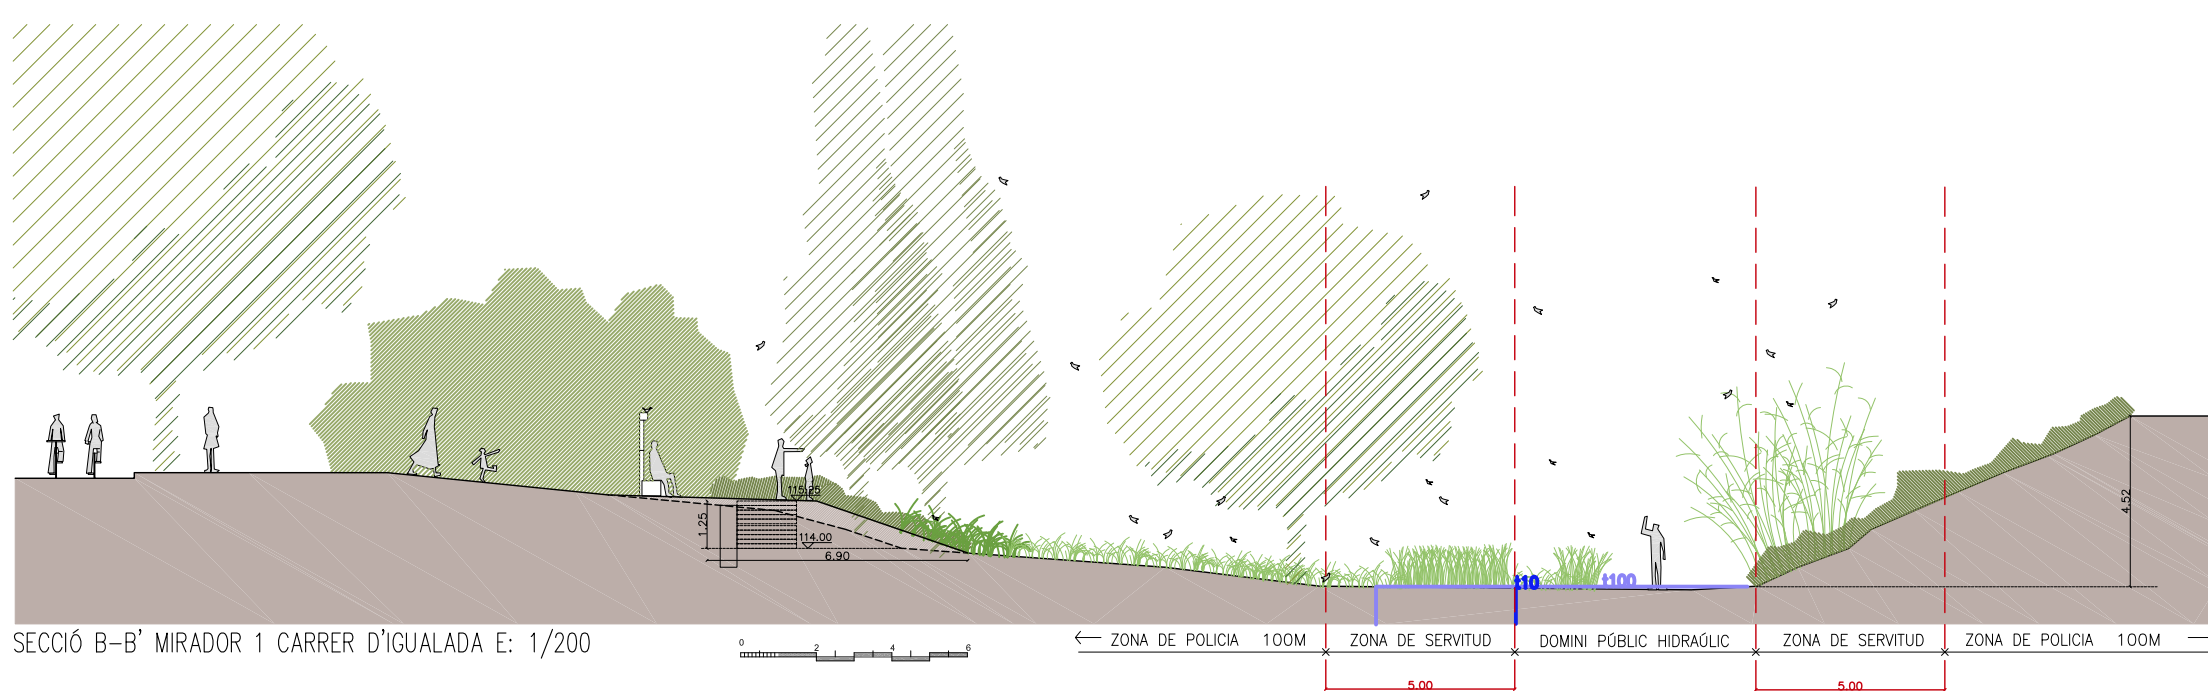 115.25
1.25
114.00
6.90
4.52
t10
t100
SECCIÓ B-B' MIRADOR 1 CARRER D'IGUALADA E: 1/200
0 2 4 6
ZONA DE POLICIA 100M
ZONA DE SERVITUD
DOMINI PÚBLIC HIDRAÚLIC
ZONA DE SERVITUD
ZONA DE POLICIA 100M
5.00
5.00